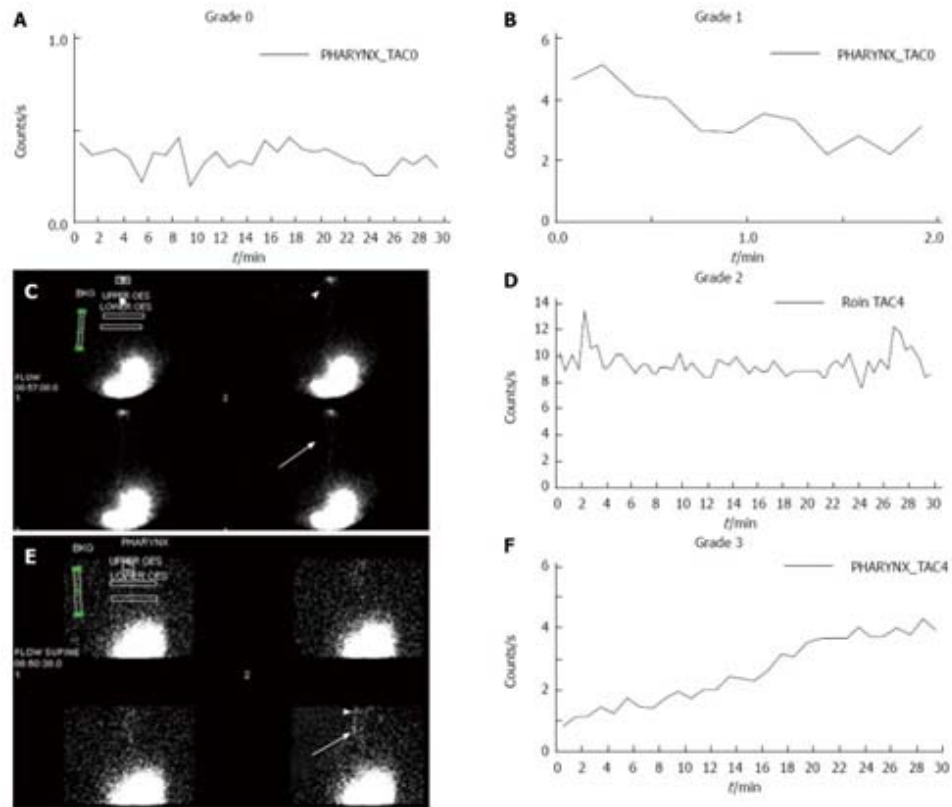 A
Grade 0
1.0
PHARYNX_TAC0
Counts/s
0.0
0 2 4 6 8 10 12 14 16 18 20 22 24 26 28 30
t/min
B
Grade 1
6
PHARYNX_TAC0
4
Counts/s
2
0
0.0 1.0 2.0
t/min
C
BKG
UPPER OES
LOWER OES
FLOW
1
2
D
Grade 2
14
Roln TAC4
12
10
8
Counts/s
6
4
2
0
0 2 4 6 8 10 12 14 16 18 20 22 24 26 28 30
t/min
E
PHARYNX
BKG
UPPER OES
LOWER OES
FLOW SUPINE
1
2
F
Grade 3
6
PHARYNX_TAC4
4
Counts/s
2
0
0 2 4 6 8 10 12 14 16 18 20 22 24 26 28 30
t/min